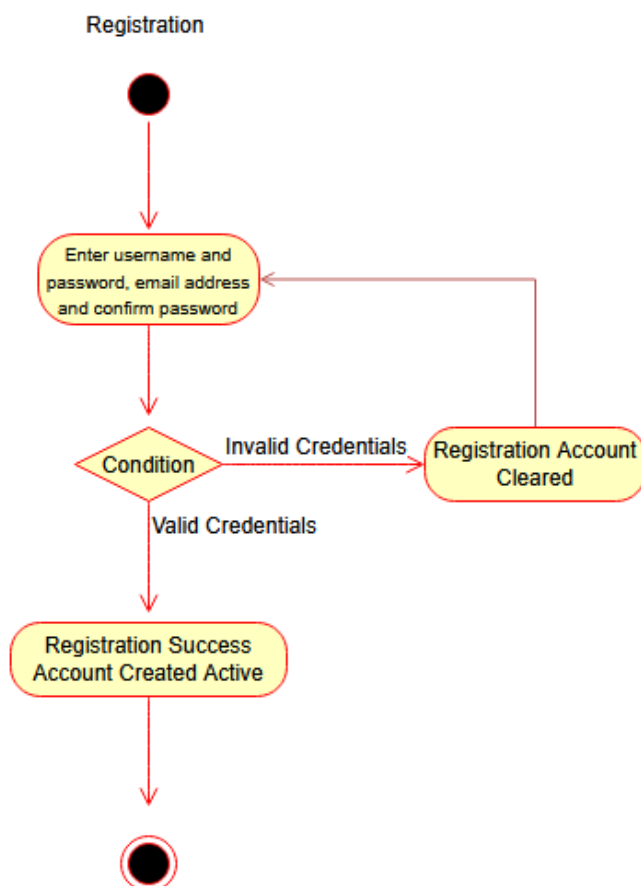 Registration
Enter username and
password, email address
and confirm password
Condition
Invalid Credentials
Registration Account
Cleared
Valid Credentials
Registration Success
Account Created Active